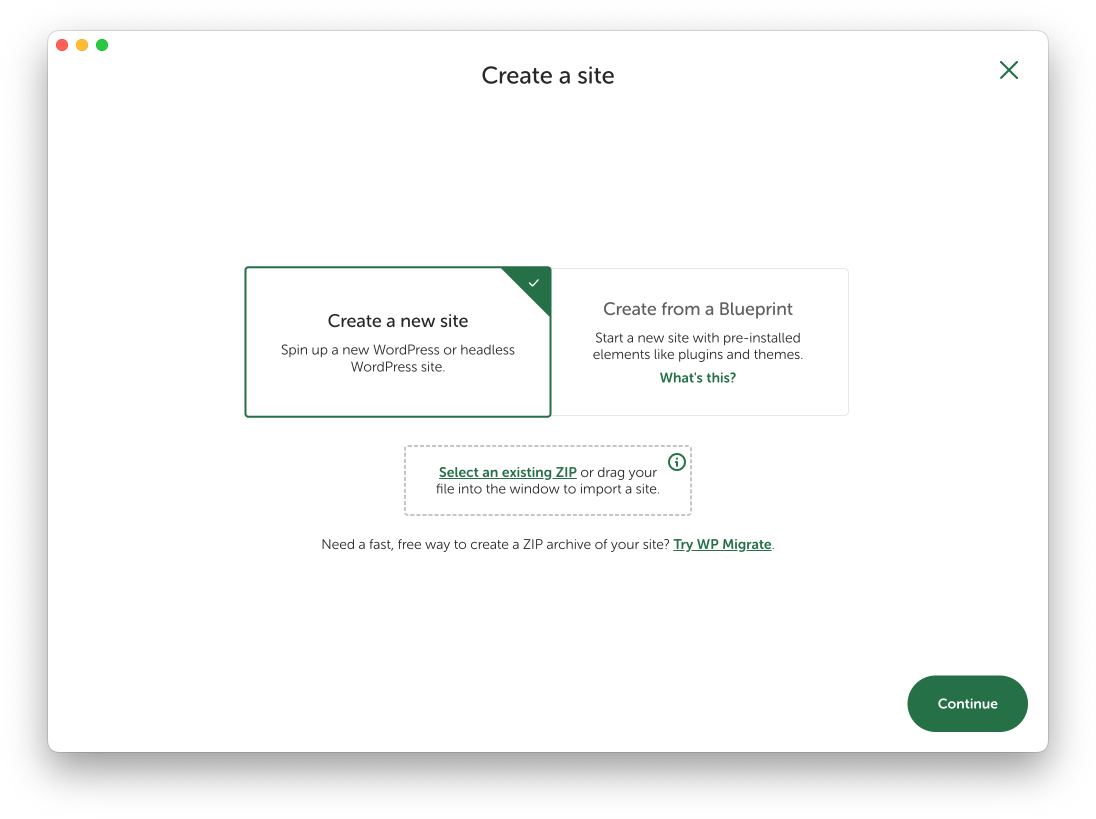 Create a site
Create a new site
Spin up a new WordPress or headless
WordPress site.
Create from a Blueprint
Start a new site with pre-installed
elements like plugins and themes.
What's this?
Select an existing ZIP or drag your
file into the window to import a site.
Need a fast, free way to create a ZIP archive of your site? Try WP Migrate.
Continue